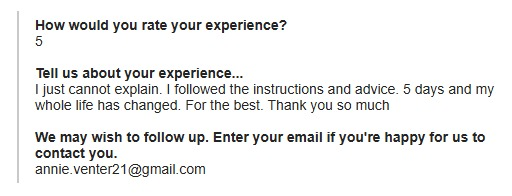 How would you rate your experience?
5
Tell us about your experience...
I just cannot explain. I followed the instructions and advice. 5 days and my
whole life has changed. For the best. Thank you so much
We may wish to follow up. Enter your email if you're happy for us to
contact you.
annie.venter21@gmail.com